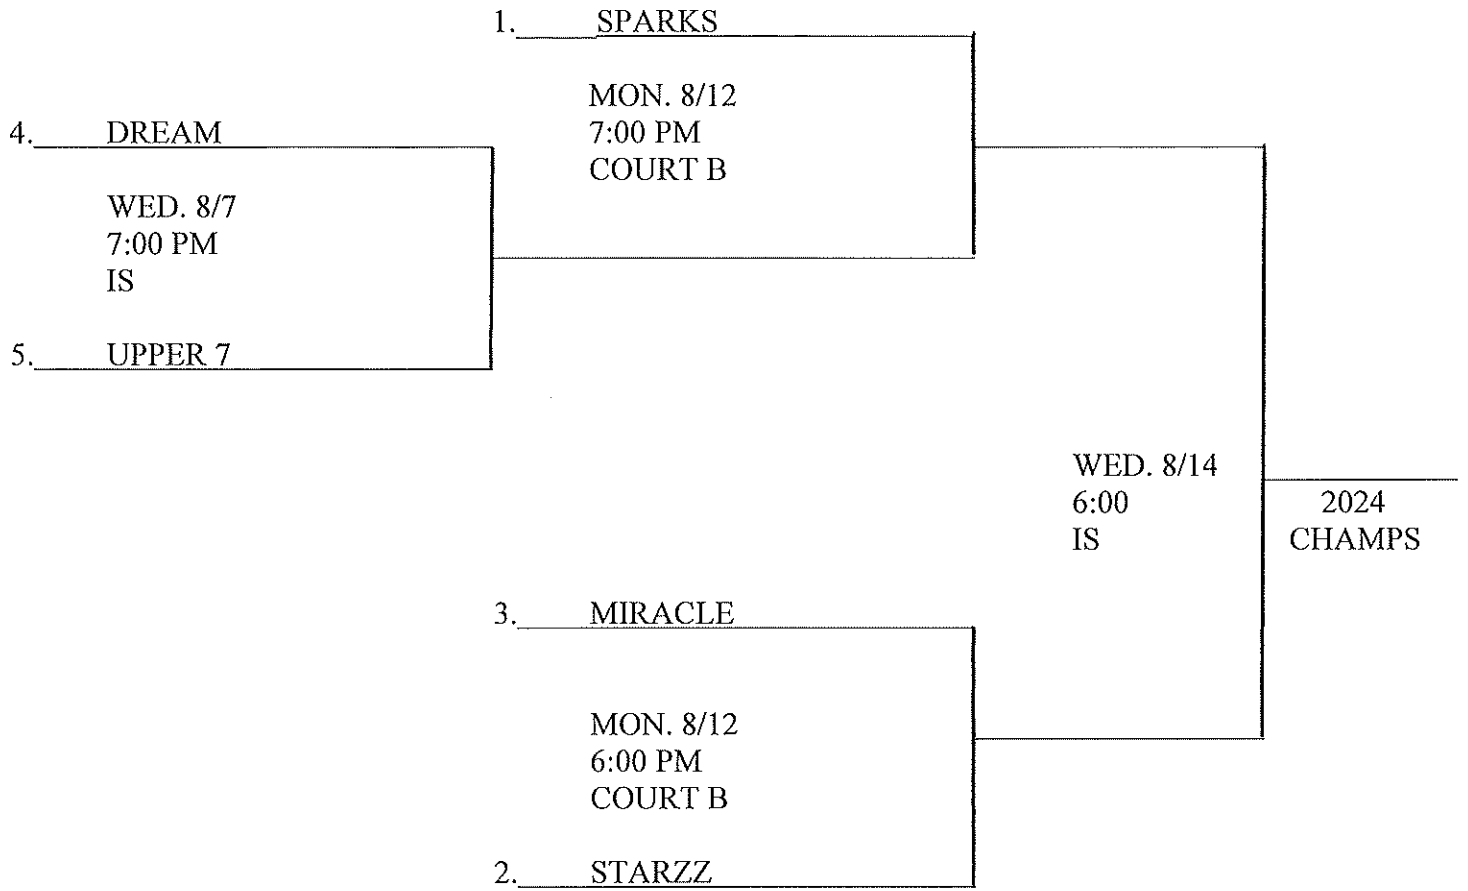 1. SPARKS
MON. 8/12
7:00 PM
COURT B
4. DREAM
WED. 8/7
7:00 PM
IS
5. UPPER 7
WED. 8/14
6:00
IS
2024
CHAMPS
3. MIRACLE
MON. 8/12
6:00 PM
COURT B
2. STARZZ